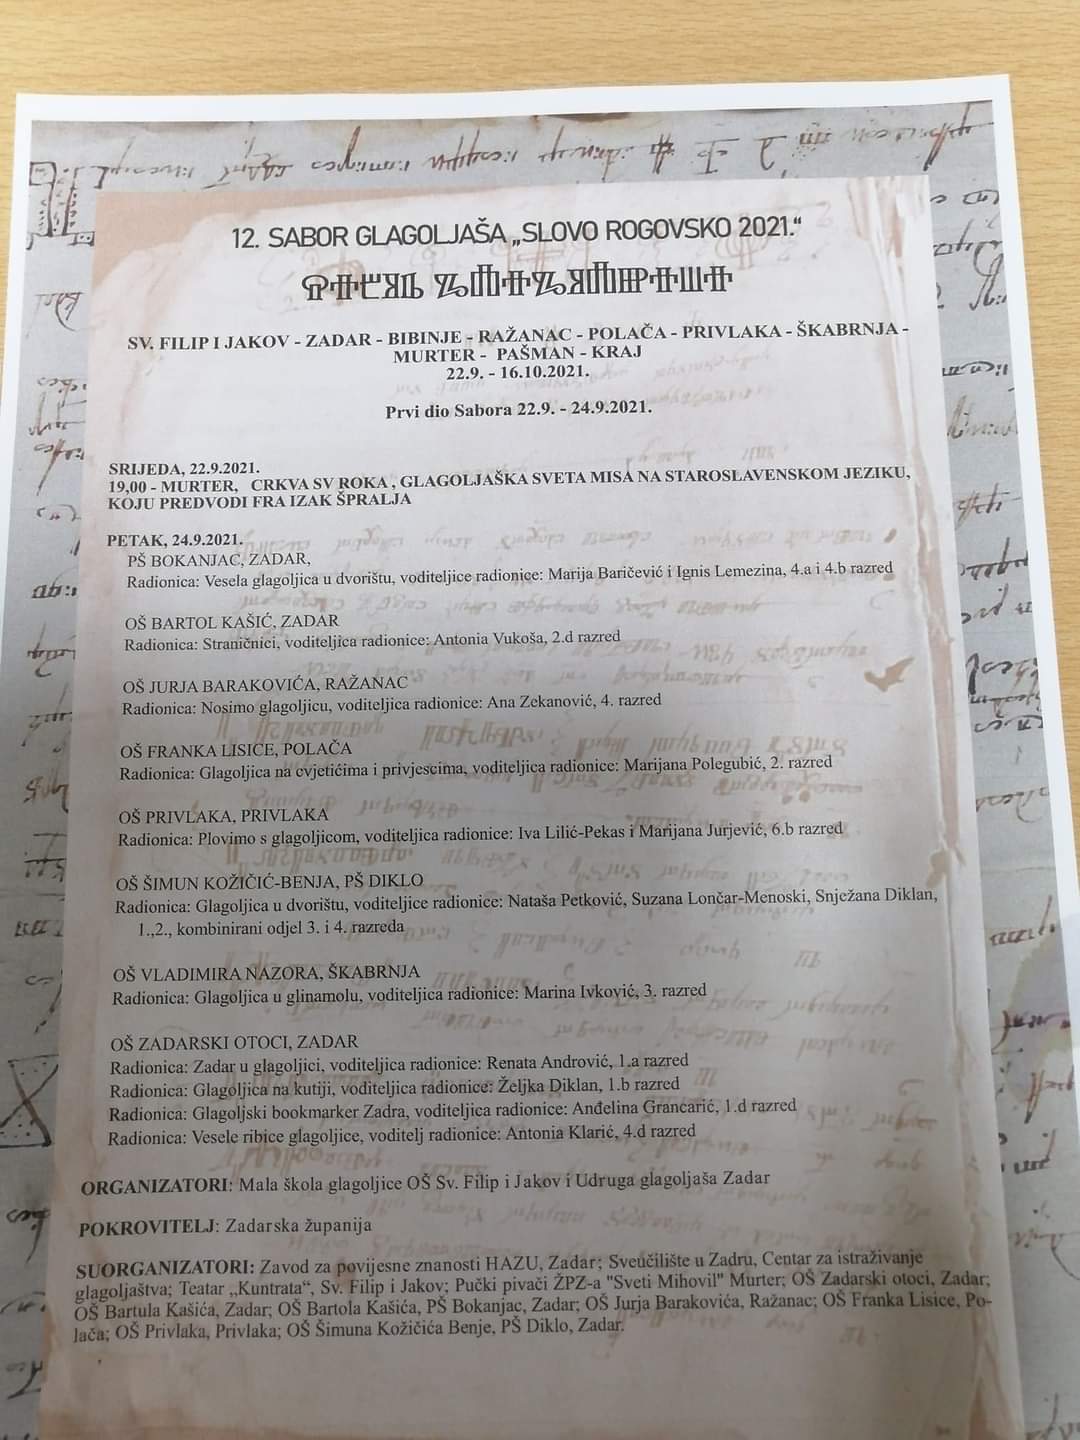 12. SABOR GLAGOLJAŠA „SLOVO ROGOVSKO 2021.“
SV. FILIP I JAKOV - ZADAR - BIBINJE - RAŽANAC - POLAČA - PRIVLAKA - ŠKABRNJA -
MURTER - PAŠMAN - KRAJ
22.9. - 16.10.2021.
Prvi dio Sabora 22.9. - 24.9.2021.
SRIJEDA, 22.9.2021.
19,00 - MURTER, CRKVA SV ROKA , GLAGOLJAŠKA SVETA MISA NA STAROSLAVENSKOM JEZIKU,
KOJU PREDVODI FRA IZAK ŠPRALJA
PETAK, 24.9.2021.
PŠ BOKANJAC, ZADAR,
Radionica: Vesela glagoljica u dvorištu, voditeljice radionice: Marija Baričević i Ignis Lemezina, 4.a i 4.b razred
OŠ BARTOL KAŠIĆ, ZADAR
Radionica: Straničnici, voditeljica radionice: Antonia Vukoša, 2.d razred
OŠ JURJA BARAKOVIĆA, RAŽANAC
Radionica: Nosimo glagoljicu, voditeljica radionice: Ana Zekanović, 4. razred
OŠ FRANKA LISICE, POLAČA
Radionica: Glagoljica na cvjetićima i privjescima, voditeljica radionice: Marijana Polegubić, 2. razred
OŠ PRIVLAKA, PRIVLAKA
Radionica: Plovimo s glagoljicom, voditeljica radionice: Iva Lilić-Pekas i Marijana Jurjević, 6.b razred
OŠ ŠIMUN KOŽIČIĆ-BENJA, PŠ DIKLO
Radionica: Glagoljica u dvorištu, voditeljice radionice: Nataša Petković, Suzana Lončar-Menoski, Snježana Diklan,
1.,2., kombinirani odjel 3. i 4. razreda
OŠ VLADIMIRA NAZORA, ŠKABRNJA
Radionica: Glagoljica u glinamolu, voditeljica radionice: Marina Ivković, 3. razred
OŠ ZADARSKI OTOCI, ZADAR
Radionica: Zadar u glagoljici, voditeljica radionice: Renata Andrović, 1.a razred
Radionica: Glagoljica na kutiji, voditeljica radionice: Željka Diklan, 1.b razred
Radionica: Glagoljski bookmarker Zadra, voditeljica radionice: Anđelina Grancarić, 1.d razred
Radionica: Vesele ribice glagoljice, voditelj radionice: Antonia Klarić, 4.d razred
ORGANIZATORI: Mala škola glagoljice OŠ Sv. Filip i Jakov i Udruga glagoljaša Zadar
POKROVITELJ: Zadarska županija
SUORGANIZATORI: Zavod za povijesne znanosti HAZU, Zadar; Sveučilište u Zadru, Centar za istraživanje
glagoljaštva; Teatar „Kuntrata“, Sv. Filip i Jakov; Pučki pivači ŽPZ-a "Sveti Mihovil" Murter; OŠ Zadarski otoci, Zadar;
OŠ Bartula Kašića, Zadar; OŠ Bartola Kašića, PŠ Bokanjac, Zadar; OŠ Jurja Barakovića, Ražanac; OŠ Franka Lisice, Po-
lača; OŠ Privlaka, Privlaka; OŠ Šimuna Kožičića Benje, PŠ Diklo, Zadar.